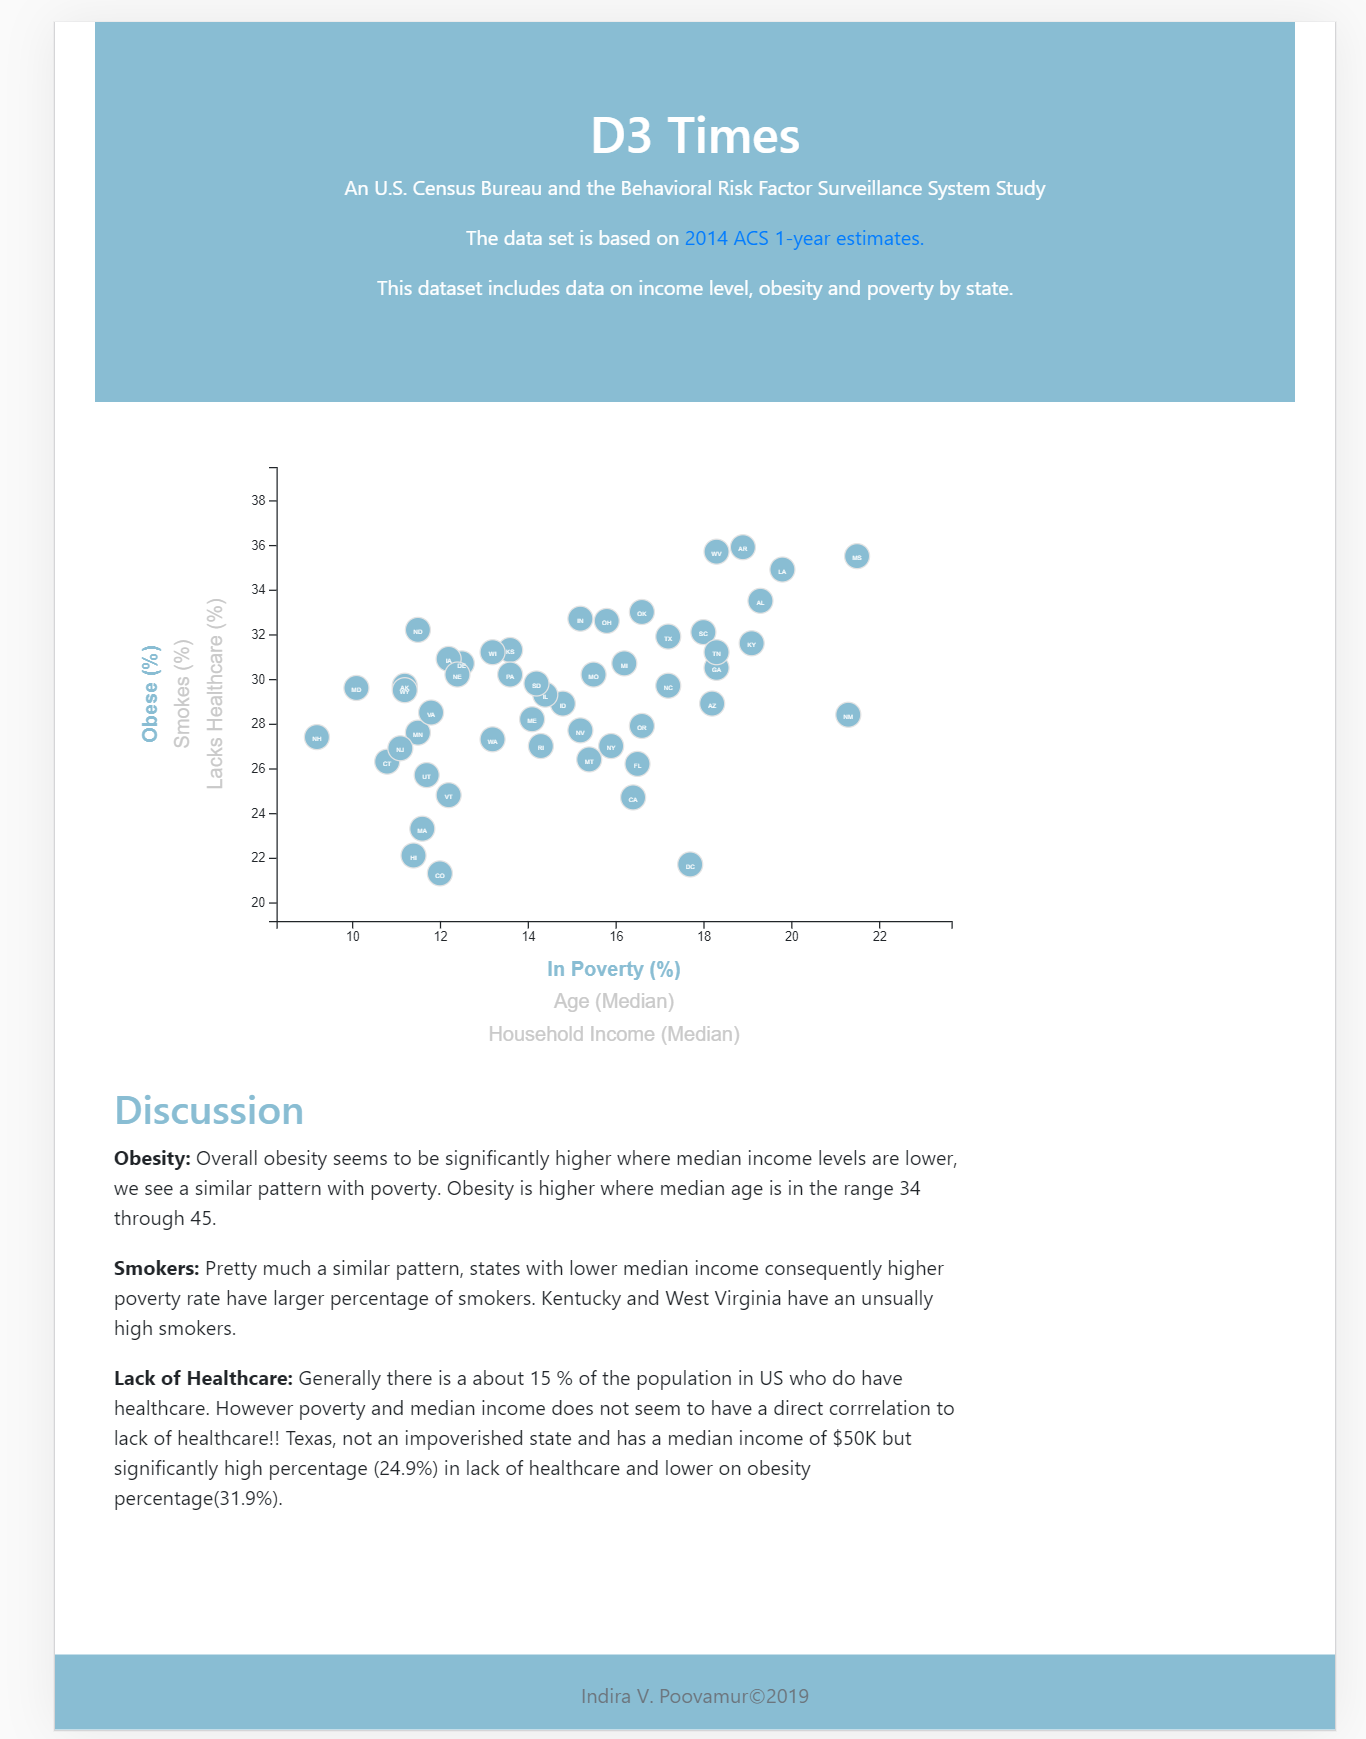 D3 Times
An U.S. Census Bureau and the Behavioral Risk Factor Surveillance System Study
The data set is based on 2014 ACS 1-year estimates.
This dataset includes data on income level, obesity and poverty by state.
38
36
34
32
30
28
26
24
22
20
Obese (%)
Smokes (%)
Lacks Healthcare (%)
WV
AR
MS
LA
AL
OK
IN
OH
ND
TX
SC
KY
WI
KS
TN
IA
DE
MI
GA
NE
PA
MO
SD
MD
AK
WY
NC
IL
ID
AZ
VA
NM
ME
OR
MN
NV
NH
WA
NJ
RI
NY
CT
MT
FL
UT
VT
CA
MA
HI
DC
CO
10
12
14
16
18
20
22
In Poverty (%)
Age (Median)
Household Income (Median)
Discussion
Obesity: Overall obesity seems to be significantly higher where median income levels are lower,
we see a similar pattern with poverty. Obesity is higher where median age is in the range 34
through 45.
Smokers: Pretty much a similar pattern, states with lower median income consequently higher
poverty rate have larger percentage of smokers. Kentucky and West Virginia have an unsually
high smokers.
Lack of Healthcare: Generally there is a about 15 % of the population in US who do have
healthcare. However poverty and median income does not seem to have a direct corrrelation to
lack of healthcare!! Texas, not an impoverished state and has a median income of $50K but
significantly high percentage (24.9%) in lack of healthcare and lower on obesity
percentage(31.9%).
Indira V. Poovamur©2019